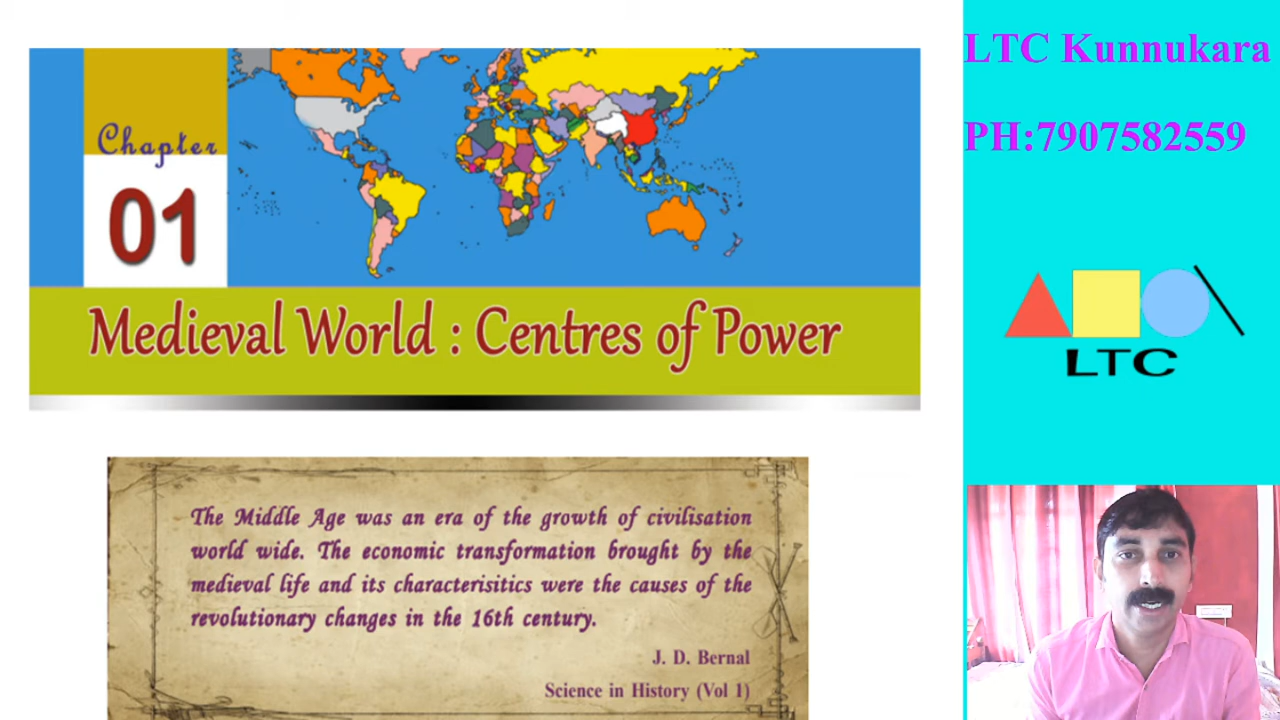 Chapter
01
Medieval World : Centres of Power
The Middle Age was an era of the growth of civilisation
world wide. The economic transformation brought by the
medieval life and its characterisitics were the causes of the
revolutionary changes in the 16th century.
J. D. Bernal
Science in History (Vol 1)
LTC Kunnukara
PH:7907582559
LTC